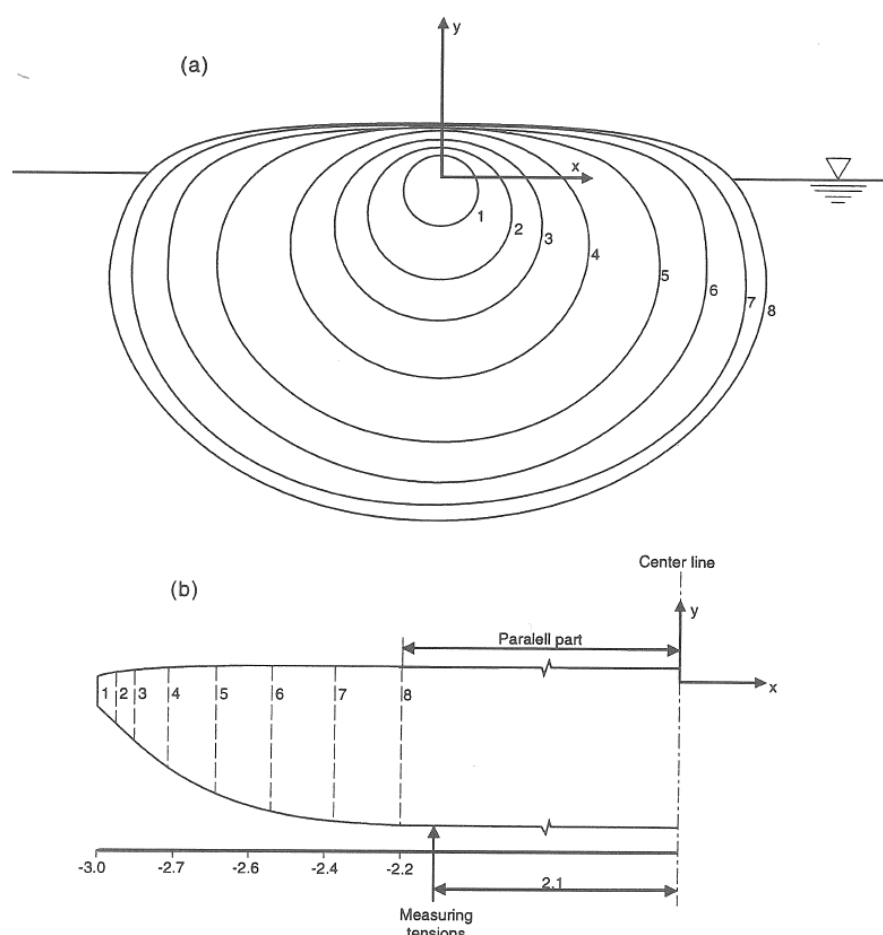 y
(a)
x
1
2
3
4
5
6
7
8
Center line
(b)
y
Paralell part
1 2 3 4 5 6 7 8
x
-3.0 -2.7 -2.6 -2.4 -2.2
2.1
Measuring
tensions